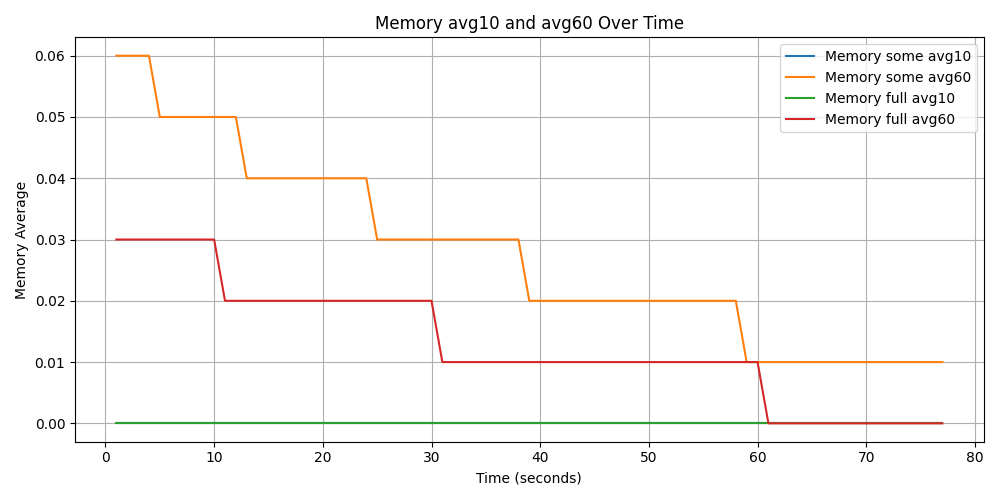 Memory avg10 and avg60 Over Time
Memory some avg10
Memory some avg60
Memory full avg10
Memory full avg60
Memory Average
0.06
0.05
0.04
0.03
0.02
0.01
0.00
0 10 20 30 40 50 60 70 80
Time (seconds)